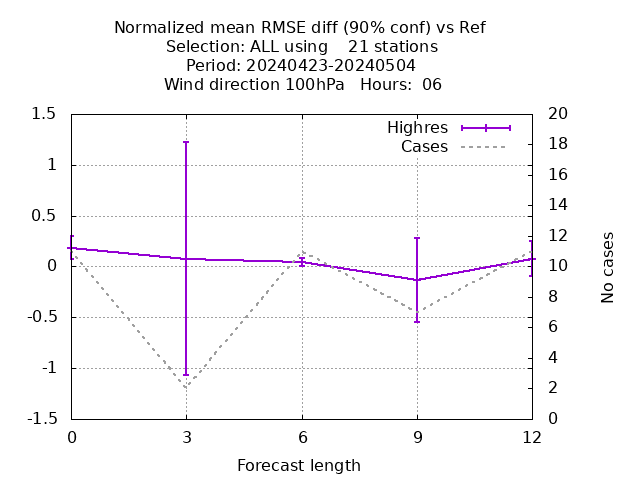 Normalized mean RMSE diff (90% conf) vs Ref
Selection: ALL using    21 stations
Period: 20240423-20240504
Wind direction 100hPa   Hours:  06
Highres
Cases
1.5
1
0.5
0
-0.5
-1
-1.5
20
18
16
14
12
10
8
6
4
2
0
No cases
0
3
6
9
12
Forecast length